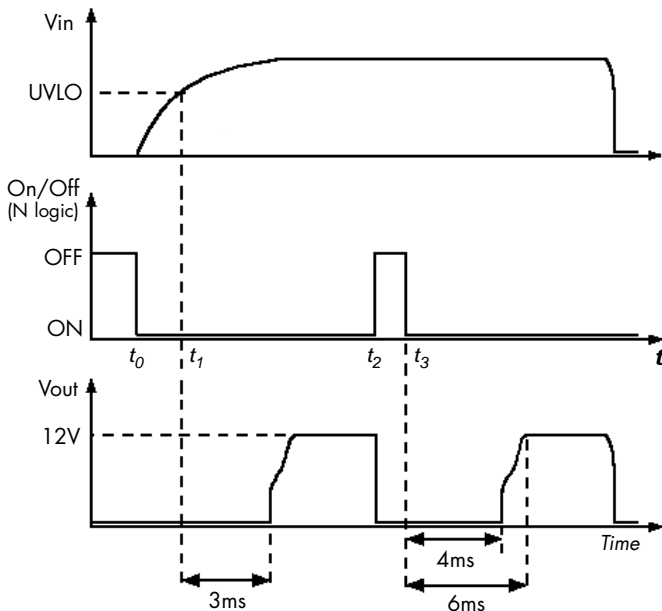 Vin
UVLO
t
On/Off
(N logic)
OFF
ON
t0 t1 t2 t3 t
Vout
12V
Time
4ms
3ms
6ms